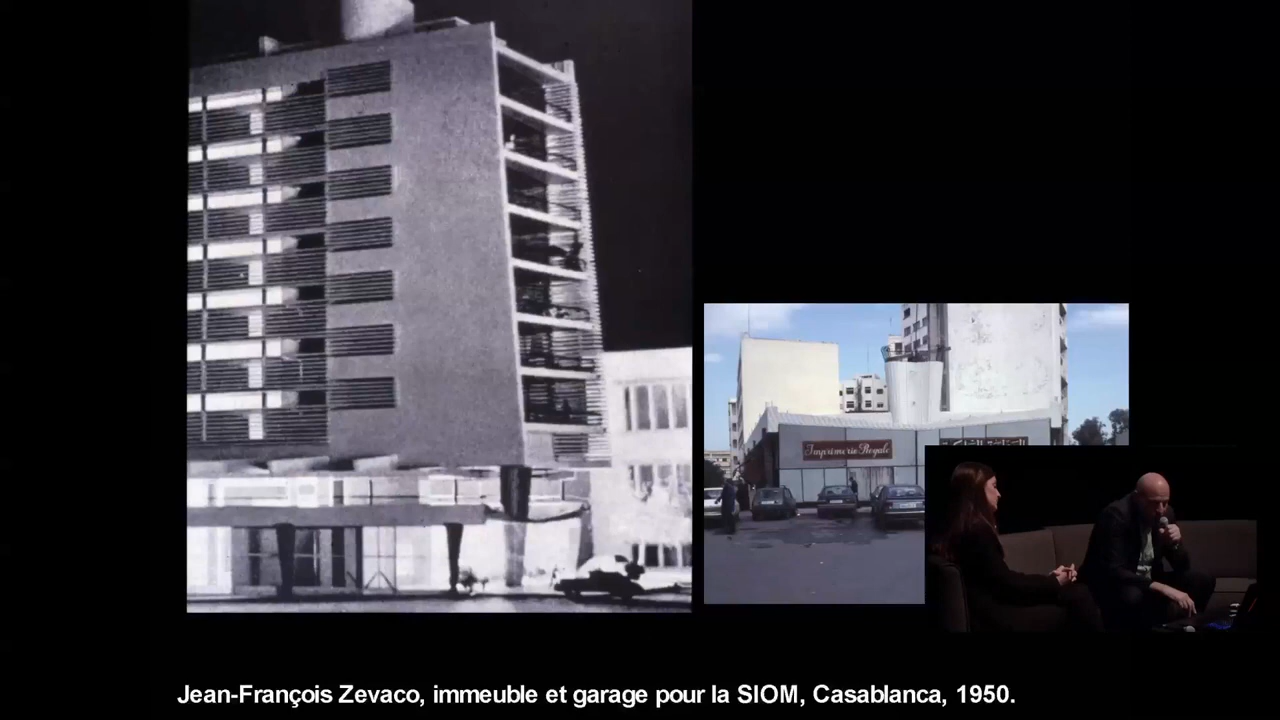 Imprimerie Royale
Jean-François Zevaco, immeuble et garage pour la SIOM, Casablanca, 1950.